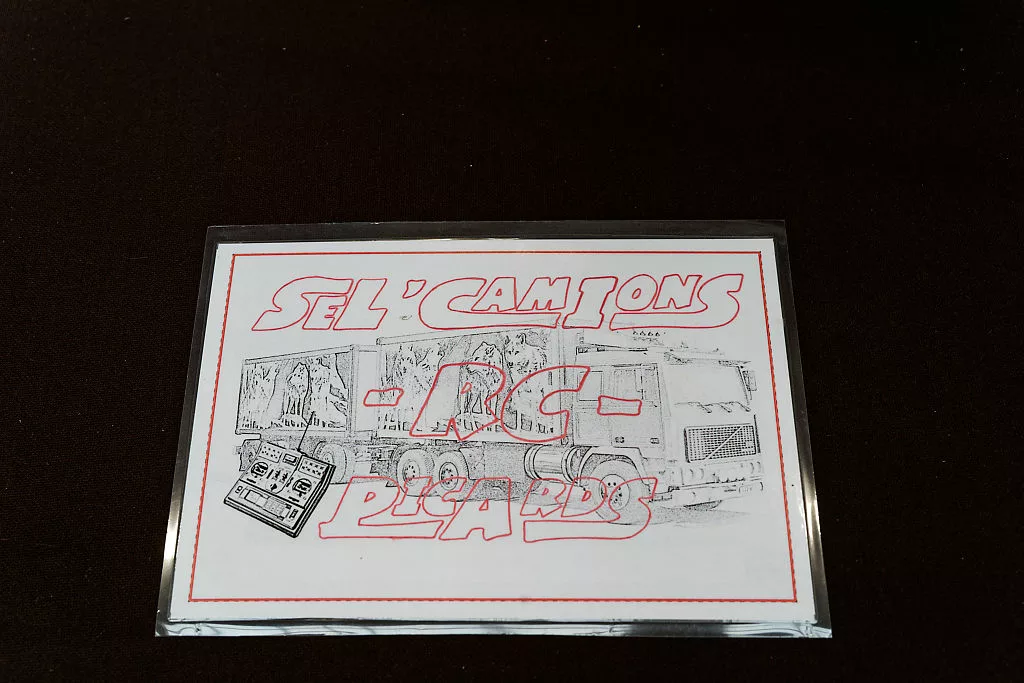 SEL'CAMIONS
- RC -
PICARDS